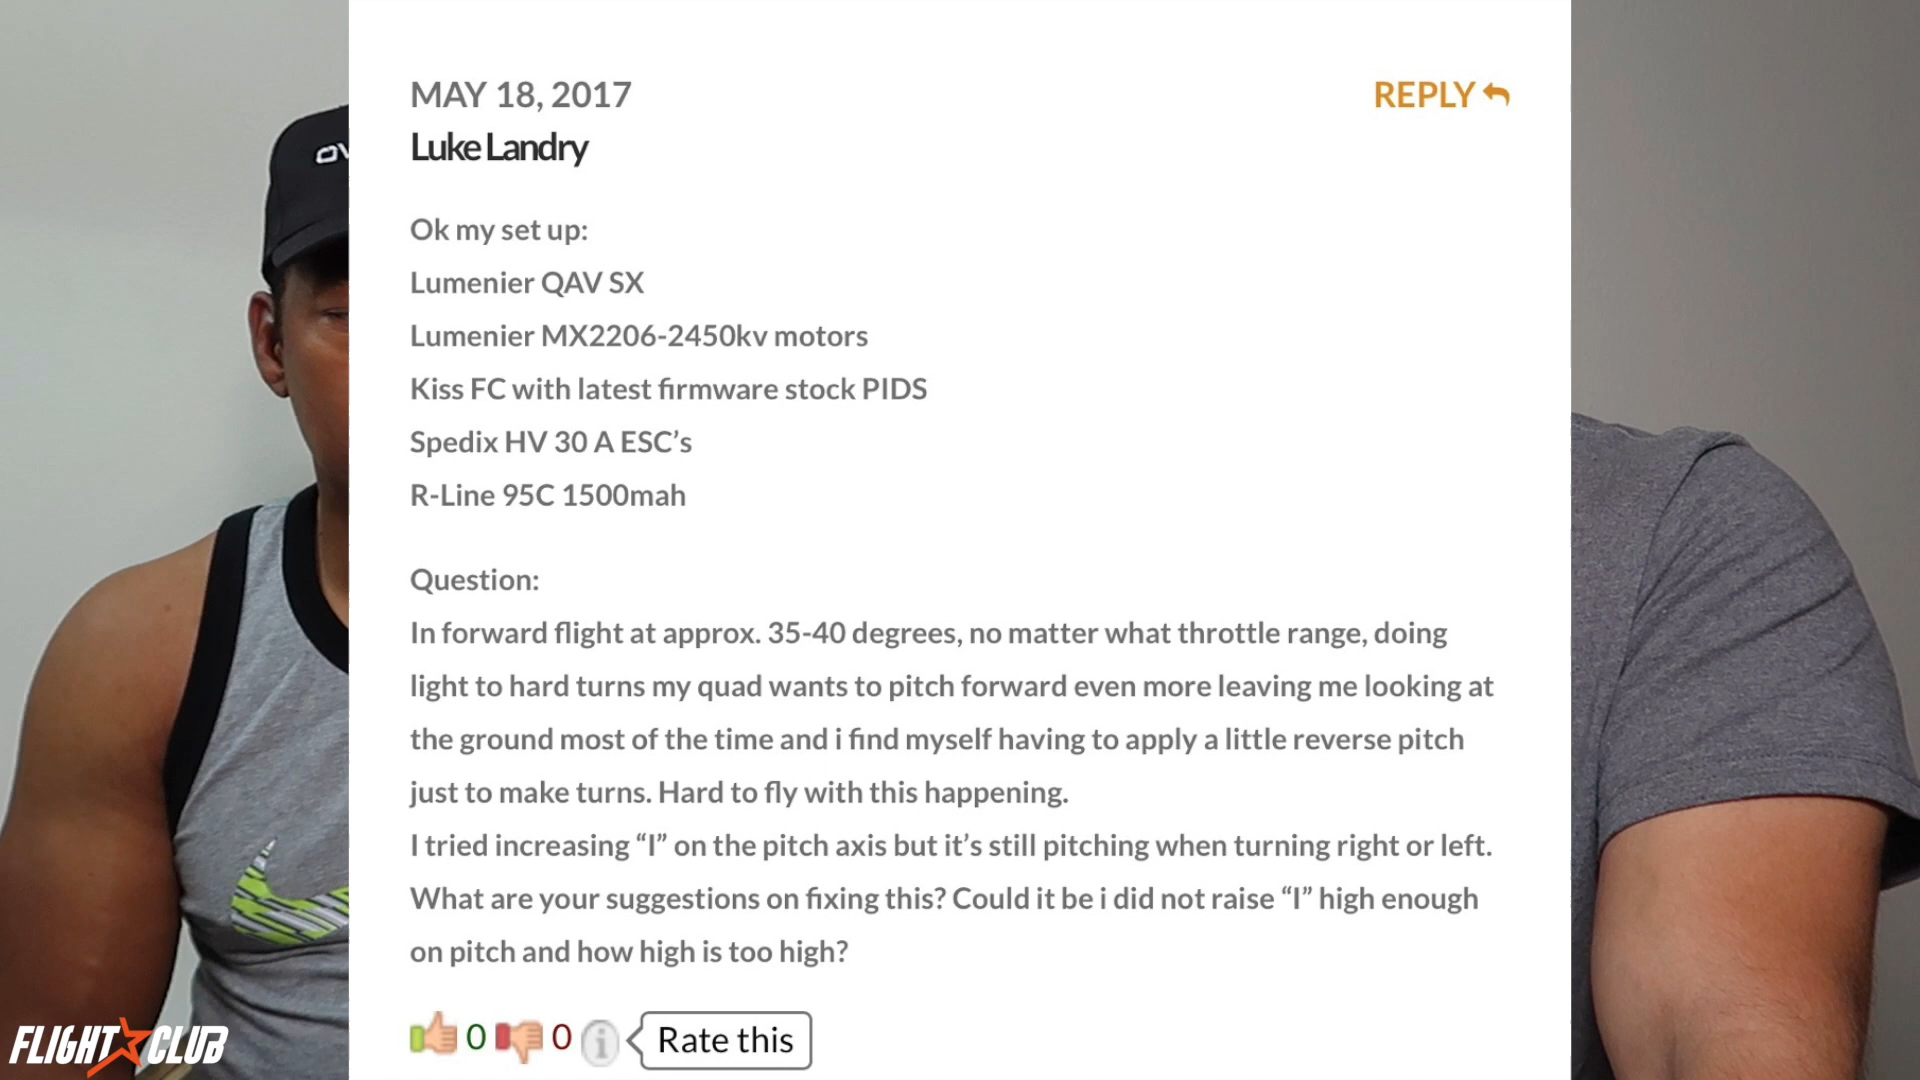 MAY 18, 2017
REPLY
Luke Landry
Ok my set up:
Lumenier QAV SX
Lumenier MX2206-2450kv motors
Kiss FC with latest firmware stock PIDS
Spedix HV 30 A ESC’s
R-Line 95C 1500mah
Question:
In forward flight at approx. 35-40 degrees, no matter what throttle range, doing
light to hard turns my quad wants to pitch forward even more leaving me looking at
the ground most of the time and i find myself having to apply a little reverse pitch
just to make turns. Hard to fly with this happening.
I tried increasing “I” on the pitch axis but it’s still pitching when turning right or left.
What are your suggestions on fixing this? Could it be i did not raise “I” high enough
on pitch and how high is too high?
0 0 i Rate this
FLIGHT CLUB